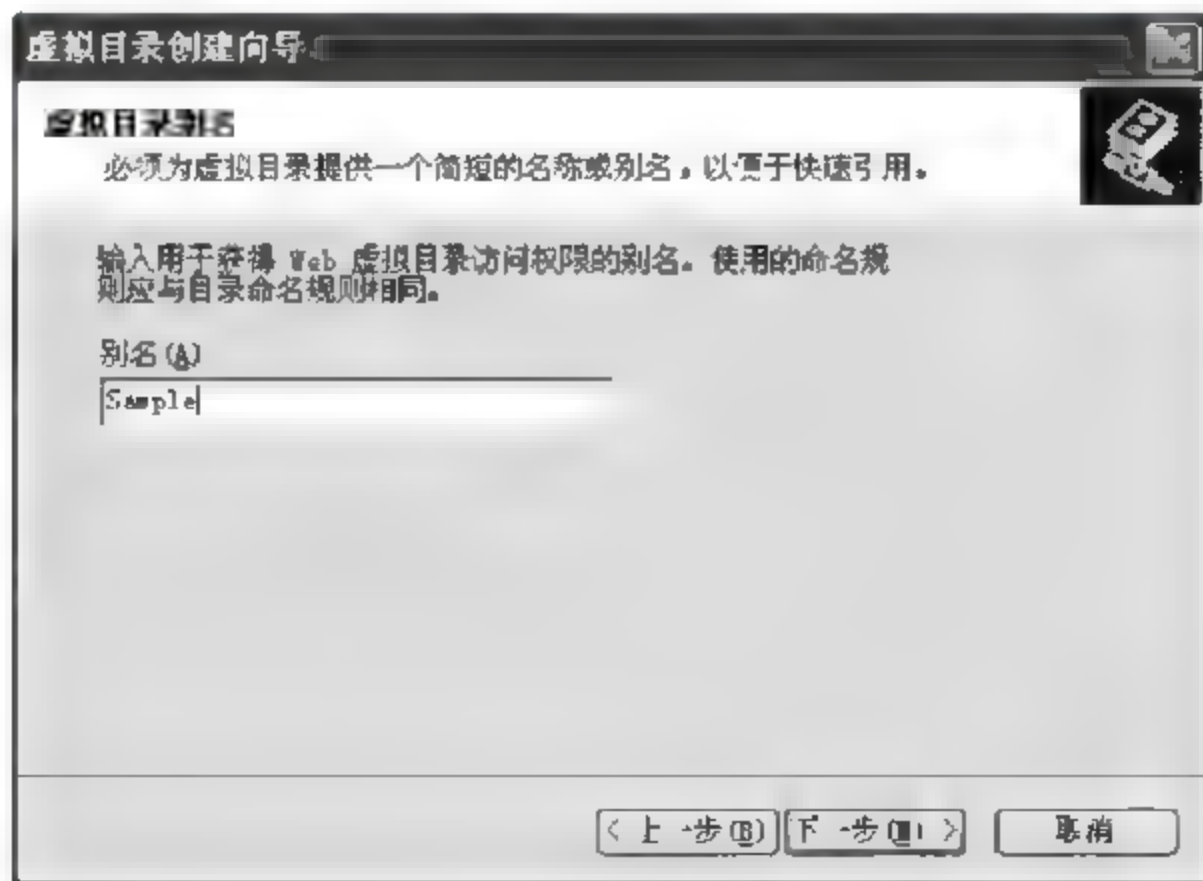 虚拟目录创建向导
虚拟目录别名
必须为虚拟目录提供一个简短的名称或别名，以便于快速引用。
输入用于获得 Web 虚拟目录访问权限的别名。使用的命名规
则应与目录命名规则相同。
别名(A)
Sample
< 上一步(B)
下一步(N) >
取消